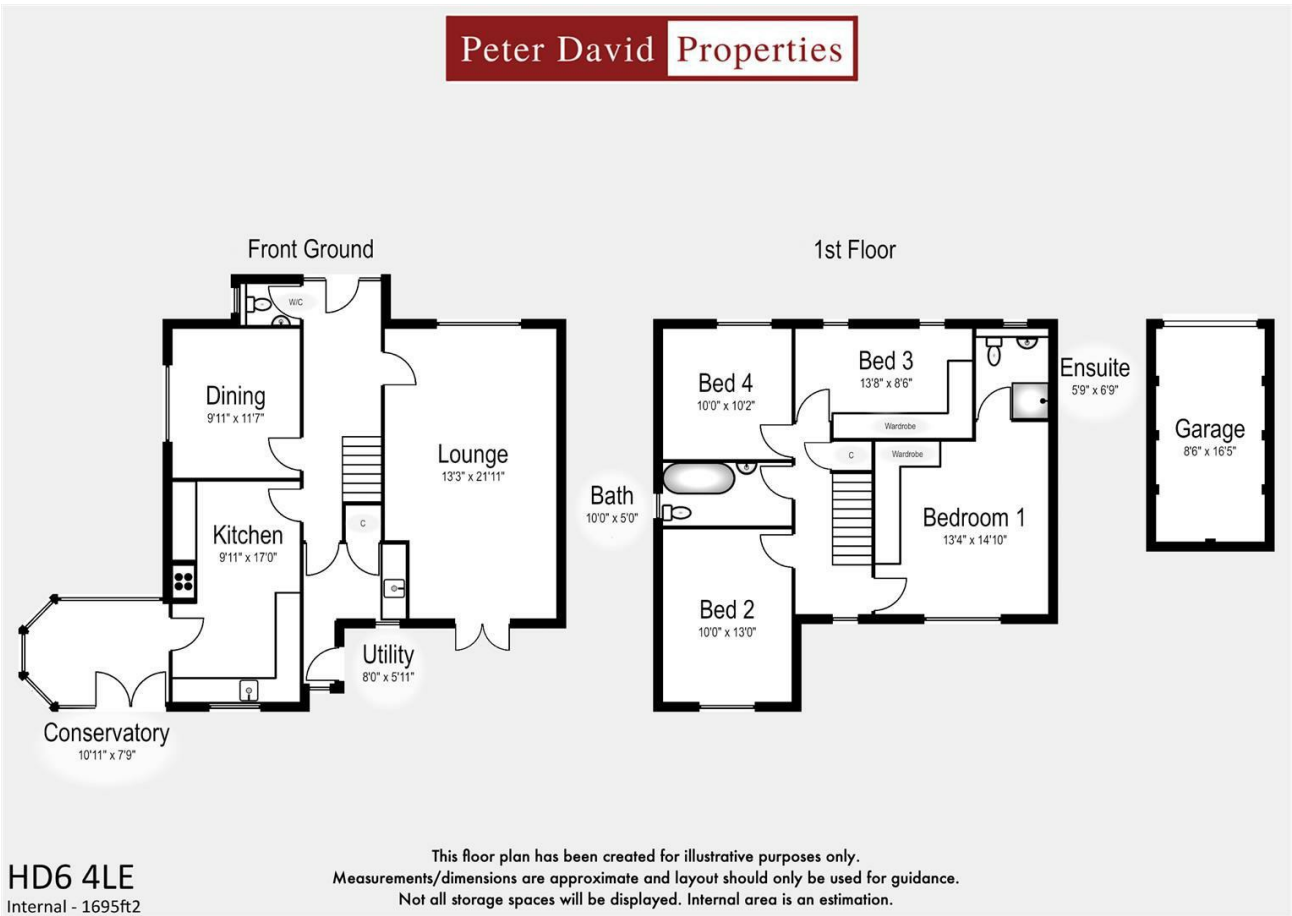 Peter David Properties
Front Ground
1st Floor
W/C
Dining
9'11" x 11'7"
Lounge
13'3" x 21'11"
Kitchen
9'11" x 17'0"
C
Utility
8'0" x 5'11"
Conservatory
10'11" x 7'9"
Bed 4
10'0" x 10'2"
Bed 3
13'8" x 8'6"
Wardrobe
Ensuite
5'9" x 6'9"
C
Wardrobe
Bath
10'0" x 5'0"
Bedroom 1
13'4" x 14'10"
Bed 2
10'0" x 13'0"
Garage
8'6" x 16'5"
HD6 4LE
Internal - 1695ft2
This floor plan has been created for illustrative purposes only.
Measurements/dimensions are approximate and layout should only be used for guidance.
Not all storage spaces will be displayed. Internal area is an estimation.